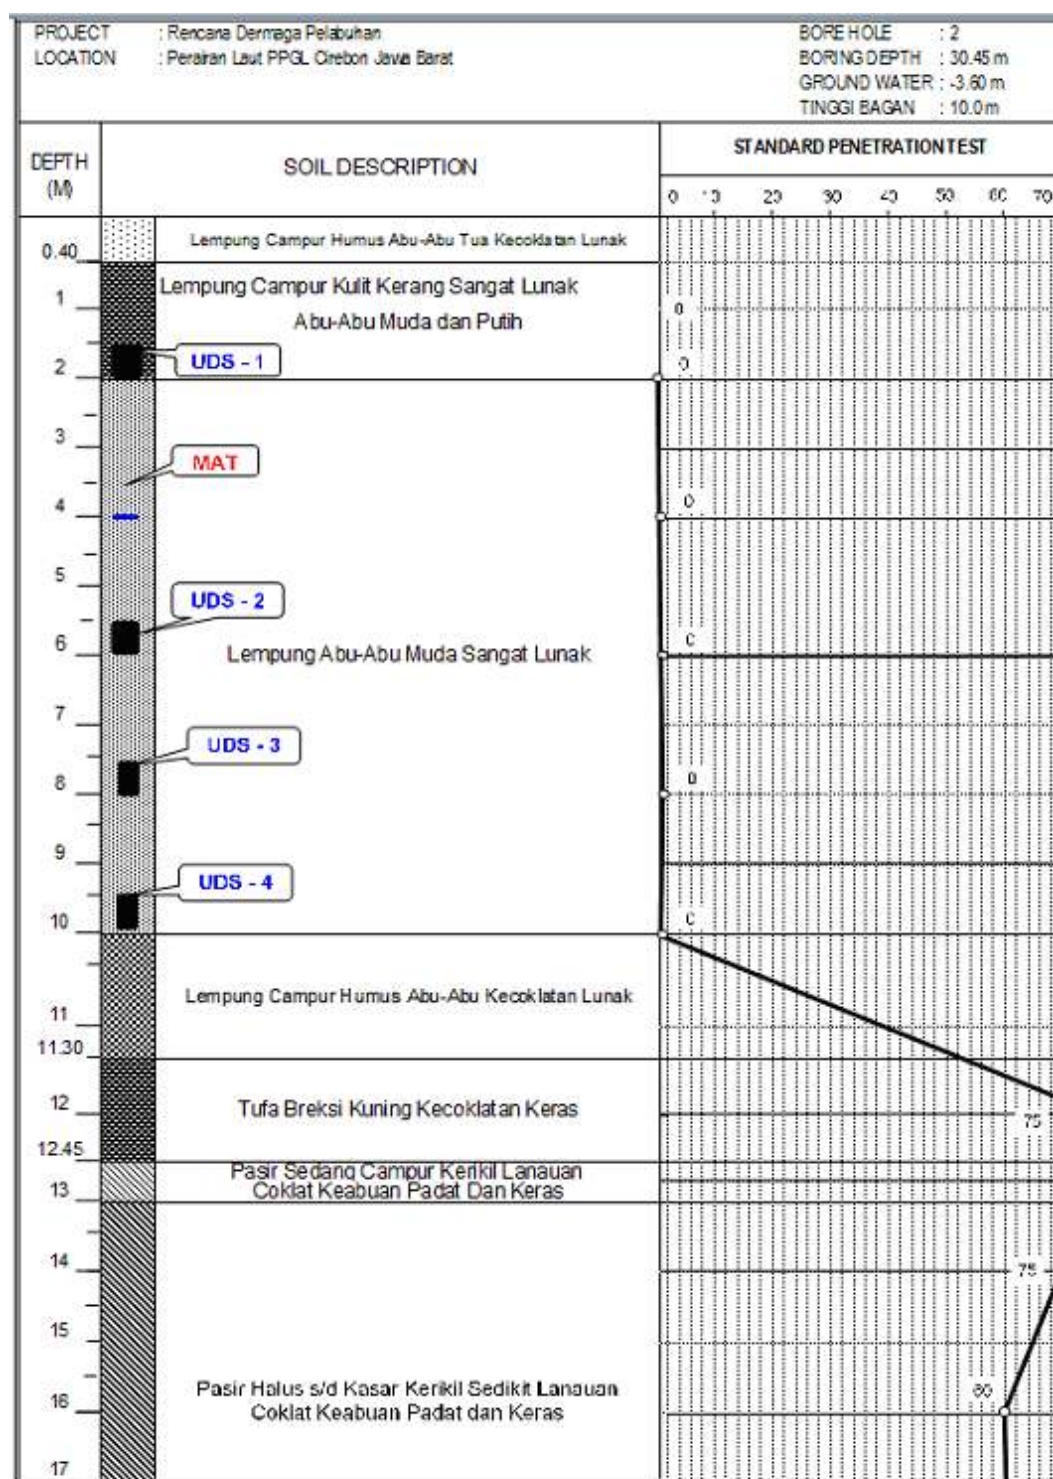 PROJECT : Rencana Dermaga Pelabuhan
LOCATION : Perairan Laut PPGL Cirebon Jawa Barat
BORE HOLE : 2
BORING DEPTH : 30.45 m
GROUND WATER : -3.60 m
TINGGI BAGAN : 10.0 m
DEPTH (M)
SOIL DESCRIPTION
STANDARD PENETRATION TEST
0 10 20 30 40 50 60 70
Lempung Campur Humus Abu-Abu Tua Kecoklatan Lunak
0.40
Lempung Campur Kulit Kerang Sangat Lunak
1
0
Abu-Abu Muda dan Putih
2
UDS - 1
0
3
MAT
4
0
5
UDS - 2
6
Lempung Abu-Abu Muda Sangat Lunak
0
7
UDS - 3
8
0
9
UDS - 4
10
0
Lempung Campur Humus Abu-Abu Kecoklatan Lunak
11
11.30
12
Tufa Breksi Kuning Kecoklatan Keras
75
12.45
Pasir Sedang Campur Kerikil Lanauan
13
Coklat Keabuan Padat Dan Keras
14
75
15
Pasir Halus s/d Kasar Kerikil Sedikit Lanauan
16
60
Coklat Keabuan Padat dan Keras
17